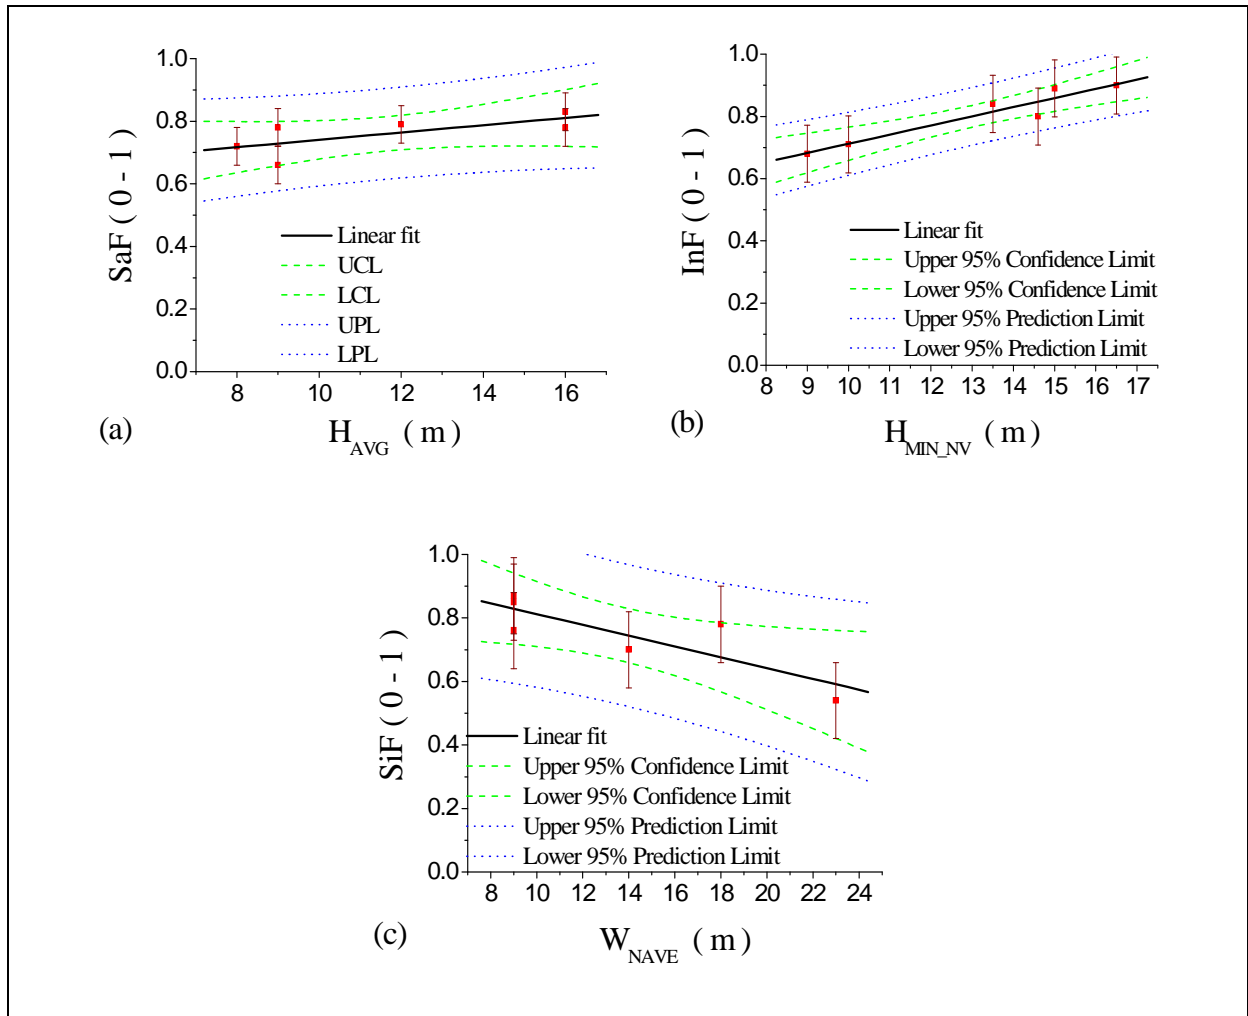 1.0
0.8
0.6
0.4
0.2
0.0
SaF ( 0 - 1 )
Linear fit
UCL
LCL
UPL
LPL
8 10 12 14 16
H_AVG ( m )
(a)
1.0
0.8
0.6
0.4
0.2
0.0
InF ( 0 - 1 )
Linear fit
Upper 95% Confidence Limit
Lower 95% Confidence Limit
Upper 95% Prediction Limit
Lower 95% Prediction Limit
8 9 10 11 12 13 14 15 16 17
H_MIN_NV ( m )
(b)
1.0
0.8
0.6
0.4
0.2
0.0
SiF ( 0 - 1 )
Linear fit
Upper 95% Confidence Limit
Lower 95% Confidence Limit
Upper 95% Prediction Limit
Lower 95% Prediction Limit
8 10 12 14 16 18 20 22 24
W_NAVE ( m )
(c)